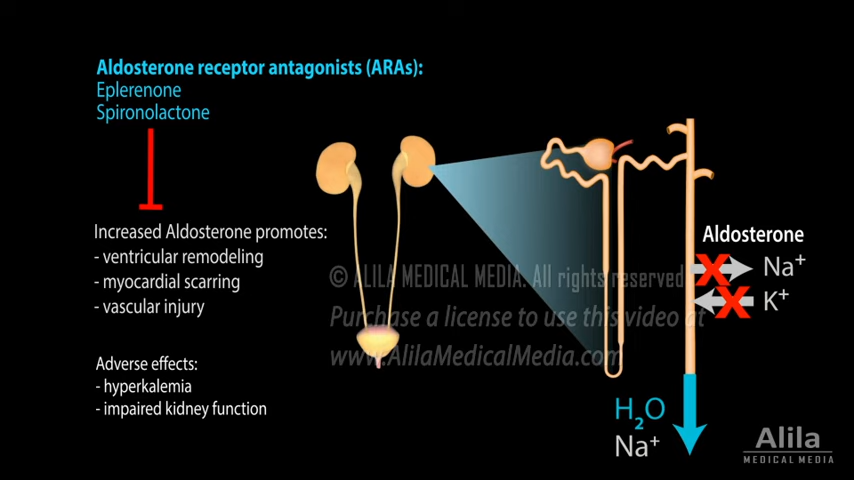 Aldosterone receptor antagonists (ARAs):
Eplerenone
Spironolactone
Increased Aldosterone promotes:
- ventricular remodeling
- myocardial scarring
- vascular injury
Adverse effects:
- hyperkalemia
- impaired kidney function
Aldosterone
Na⁺
K⁺
H₂O
Na⁺
© ALILA MEDICAL MEDIA. All rights reserved
Purchase a license to use this video at
www.AlilaMedicalMedia.com
Alila
MEDICAL MEDIA